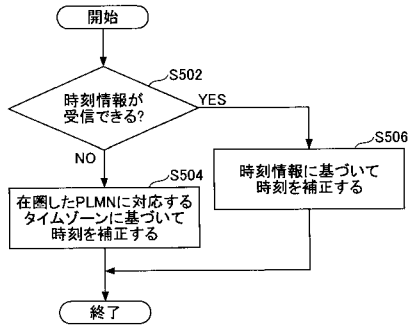 開始
S502
時刻情報が
受信できる?
YES
NO
S506
時刻情報に基づいて
時刻を補正する
S504
在圏したPLMNに対応する
タイムゾーンに基づいて
時刻を補正する
終了